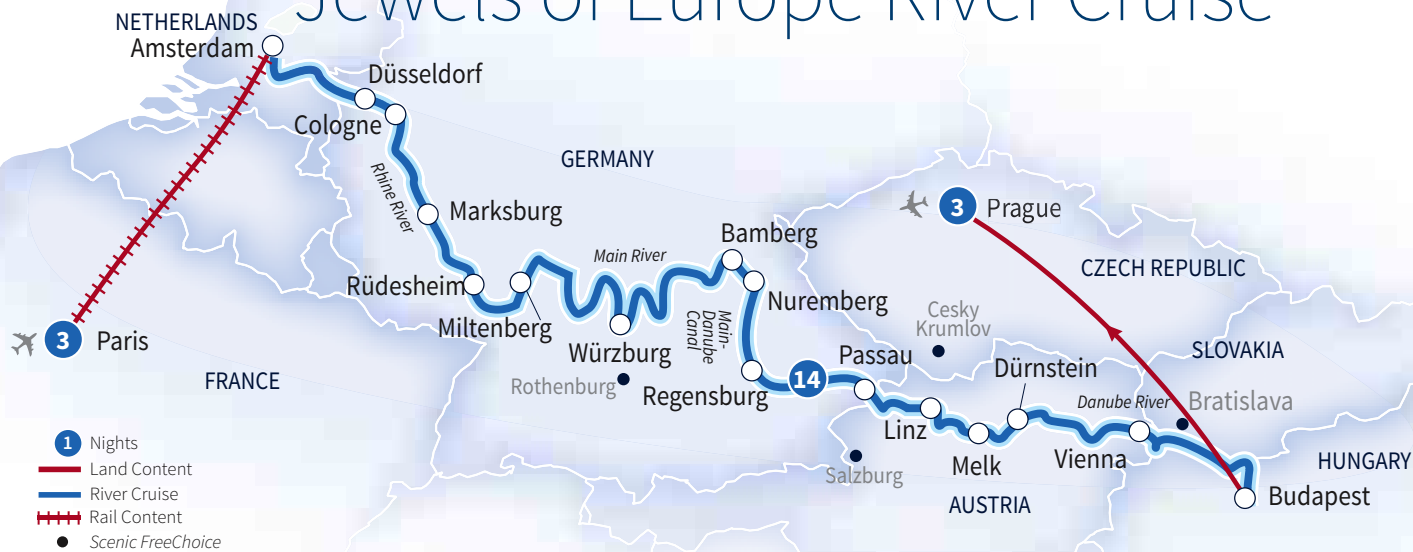 Jewels of Europe River Cruise
NETHERLANDS
Amsterdam
Düsseldorf
Cologne
GERMANY
Rhine River
Marksburg
3 Prague
Bamberg
Main River
CZECH REPUBLIC
Rüdesheim
Nuremberg
Miltenberg
Cesky
Krumlov
Main-
Danube
Canal
3 Paris
Würzburg
Passau
SLOVAKIA
Dürnstein
FRANCE
Rothenburg
Regensburg
14
Danube River
Bratislava
Linz
1 Nights
Vienna
HUNGARY
Melk
Land Content
Salzburg
River Cruise
Budapest
AUSTRIA
Rail Content
Scenic FreeChoice